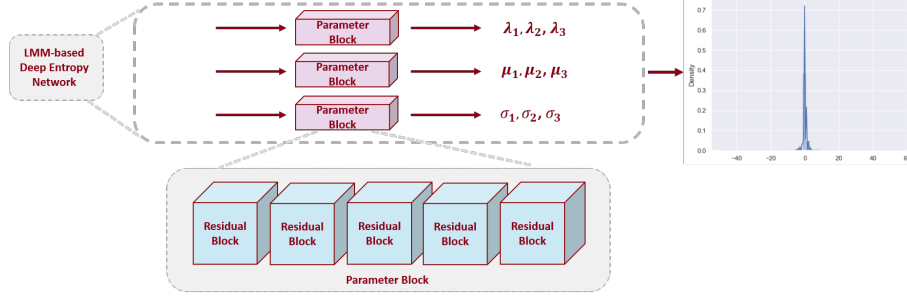 LMM-based
Deep Entropy
Network
Parameter
Block
λ1, λ2, λ3
Parameter
Block
μ1, μ2, μ3
Parameter
Block
σ1, σ2, σ3
Density
0.7
0.6
0.5
0.4
0.3
0.2
0.1
0.0
-40
-20
0
20
40
6
Residual
Block
Residual
Block
Residual
Block
Residual
Block
Residual
Block
Parameter Block